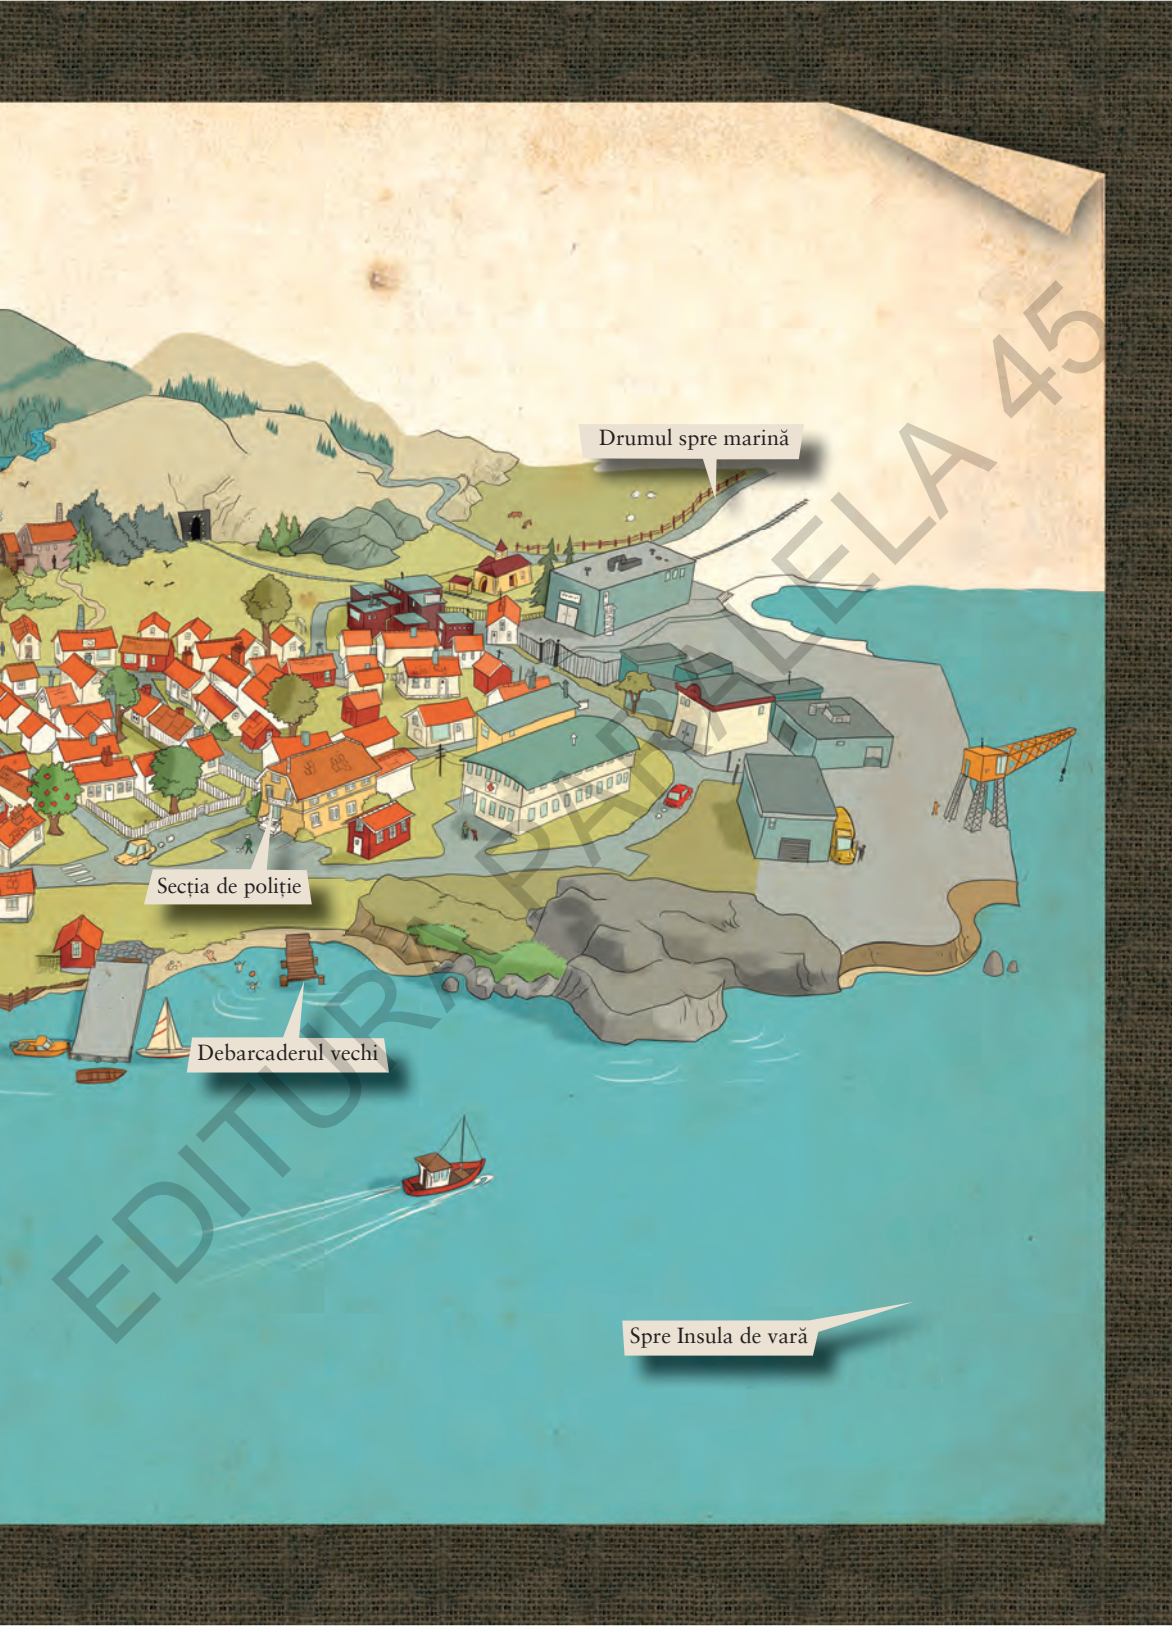 Drumul spre marină
Secția de poliție
Debarcaderul vechi
Spre Insula de vară
EDITURA PARALELA 45